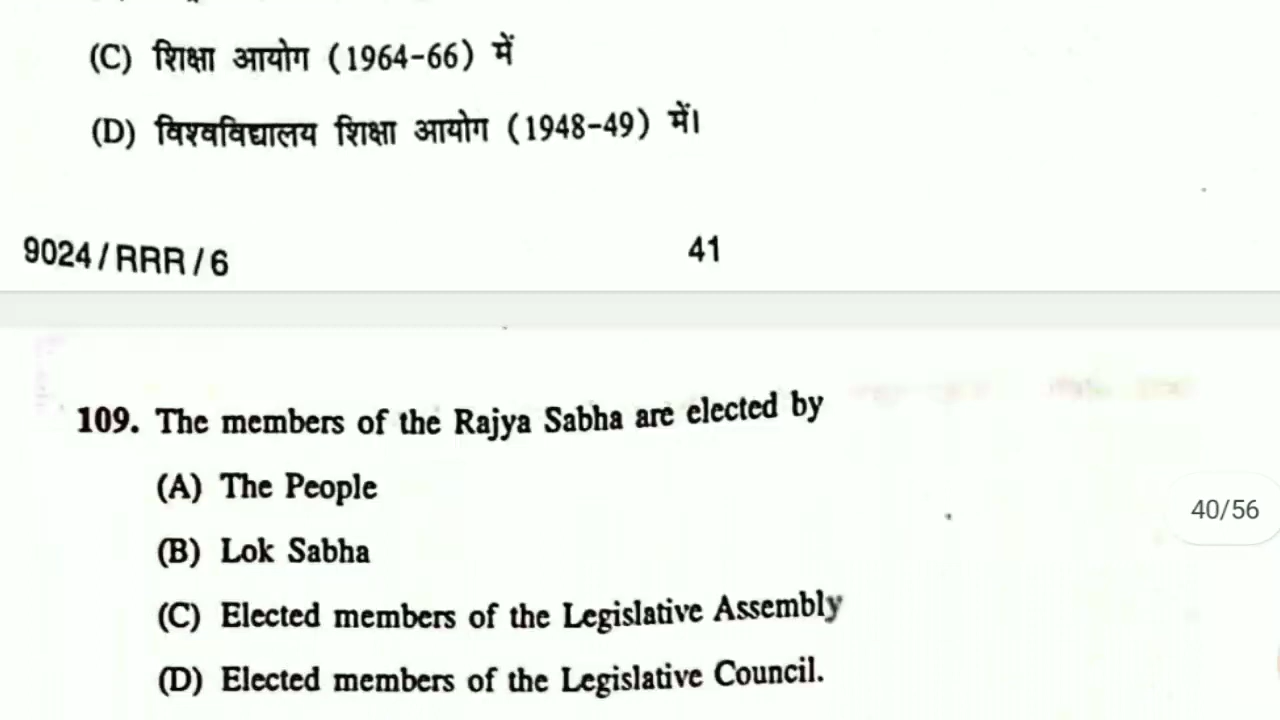 (C) शिक्षा आयोग (1964-66) में
(D) विश्वविद्यालय शिक्षा आयोग (1948-49) में।
9024/RRR/6 41
109. The members of the Rajya Sabha are elected by
(A) The People
(B) Lok Sabha
40/56
(C) Elected members of the Legislative Assembly
(D) Elected members of the Legislative Council.